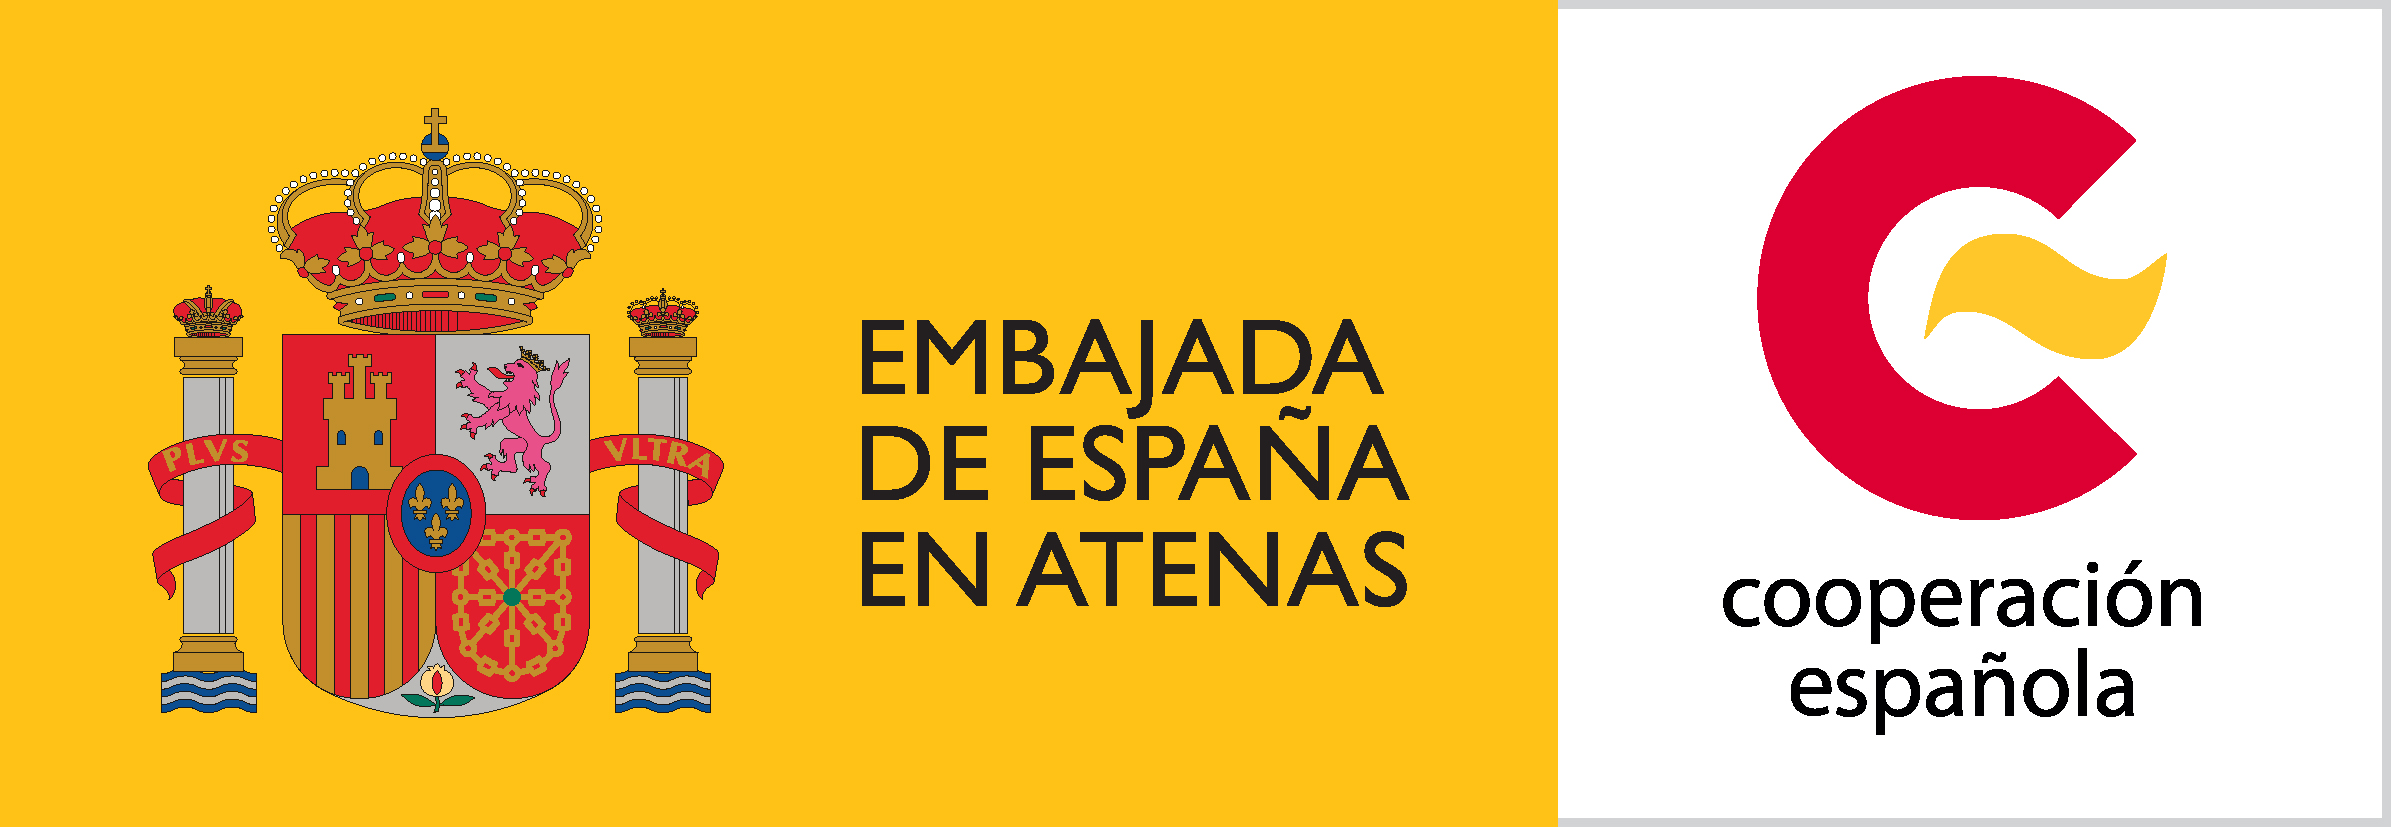 PLVS VLTRA
EMBAJADA
DE ESPAÑA
EN ATENAS
cooperación
española